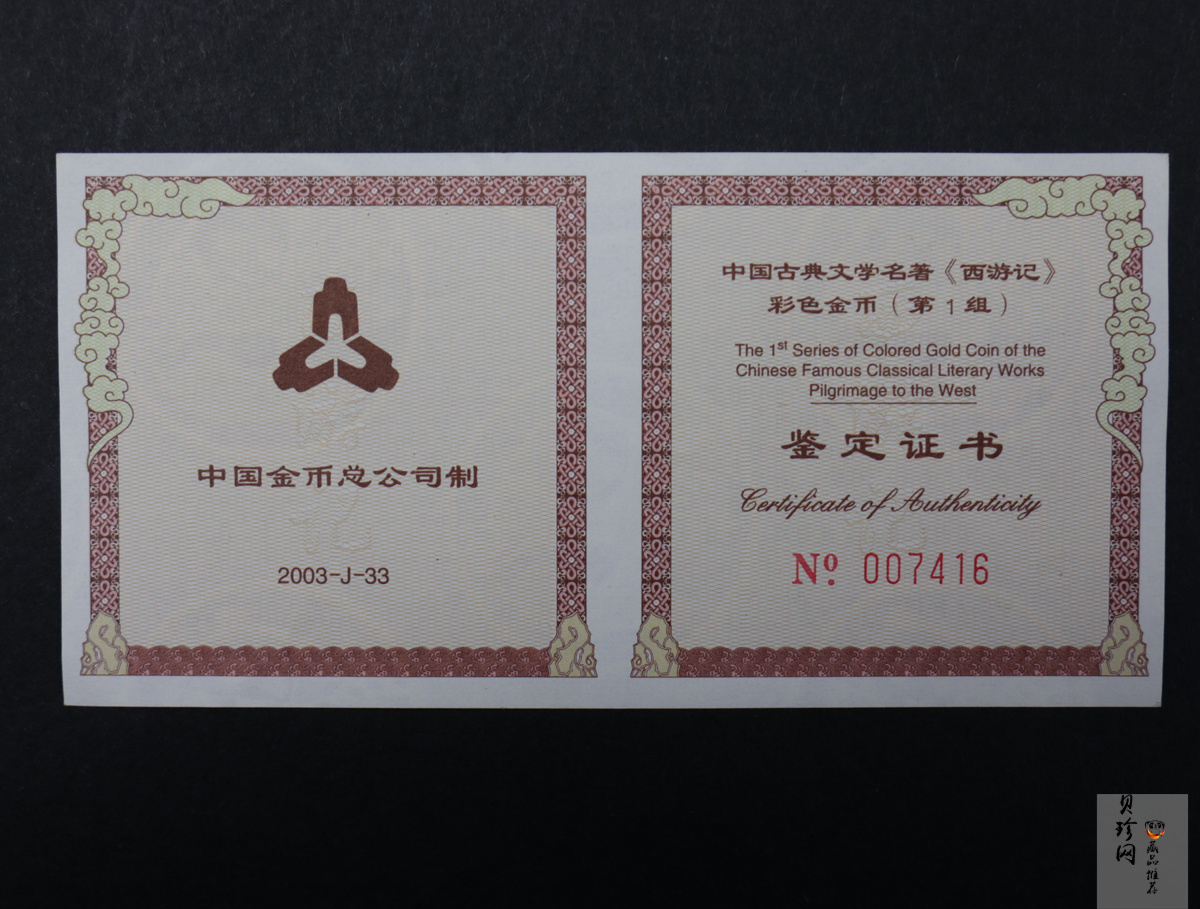 中国金币总公司制
2003-J-33
中国古典文学名著《西游记》
彩色金币（第1组）
The 1st Series of Colored Gold Coin of the
Chinese Famous Classical Literary Works
Pilgrimage to the West
鉴定证书
Certificate of Authenticity
Nº 007416
贝珍网
藏品推荐